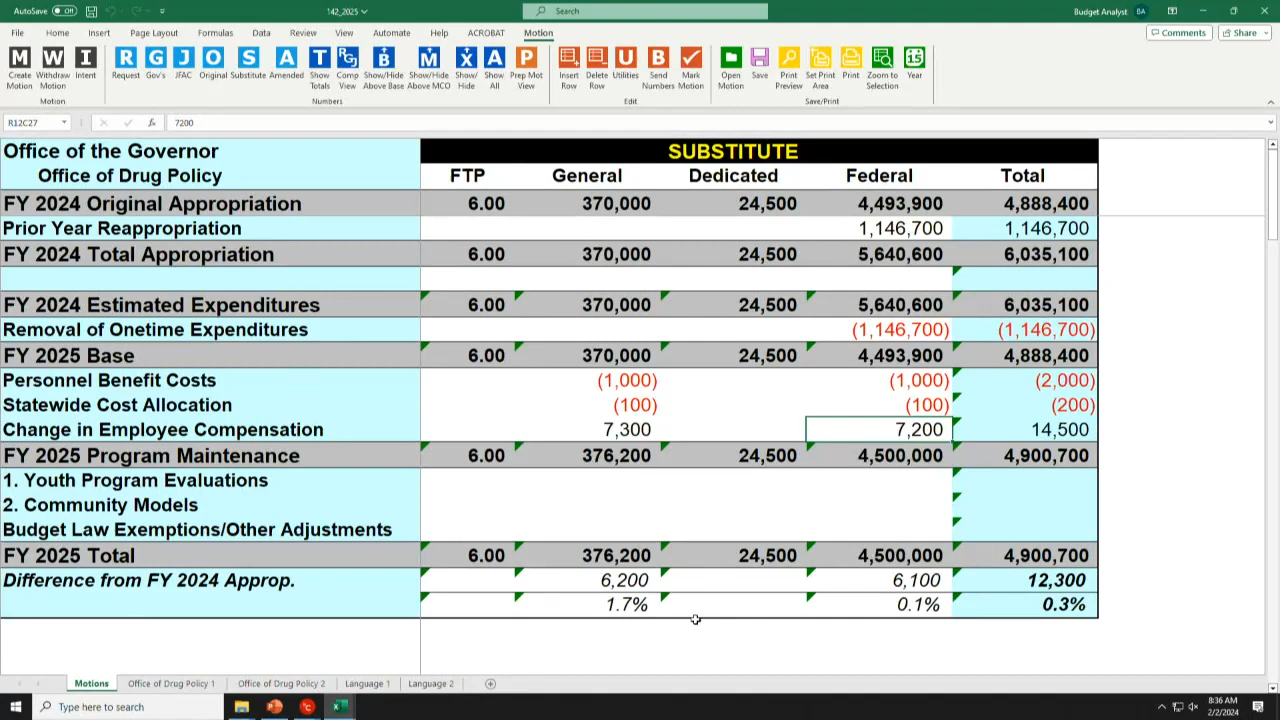 AutoSave Off 142_2025 Search Budget Analyst BA
File Home Insert Page Layout Formulas Data Review View Automate Help ACROBAT Motion Comments Share
M W I R G J O S A T RGJ B M X A P U B 15
Create Motion Withdraw Motion Intent Request Gov's JFAC Original Substitute Amended Show Totals Comp View Show/Hide Above Base Show/Hide Above MCO Show/Hide Show All Prep Mot View Insert Row Delete Row Utilities Send Numbers Mark Motion Open Motion Save Print Preview Set Print Area Print Zoom to Selection Year
Motion Numbers Edit Save/Print
R12C27 fx 7200
Office of the Governor SUBSTITUTE
Office of Drug Policy FTP General Dedicated Federal Total
FY 2024 Original Appropriation 6.00 370,000 24,500 4,493,900 4,888,400
Prior Year Reappropriation 1,146,700 1,146,700
FY 2024 Total Appropriation 6.00 370,000 24,500 5,640,600 6,035,100
FY 2024 Estimated Expenditures 6.00 370,000 24,500 5,640,600 6,035,100
Removal of Onetime Expenditures (1,146,700) (1,146,700)
FY 2025 Base 6.00 370,000 24,500 4,493,900 4,888,400
Personnel Benefit Costs (1,000) (1,000) (2,000)
Statewide Cost Allocation (100) (100) (200)
Change in Employee Compensation 7,300 7,200 14,500
FY 2025 Program Maintenance 6.00 376,200 24,500 4,500,000 4,900,700
1. Youth Program Evaluations
2. Community Models
Budget Law Exemptions/Other Adjustments
FY 2025 Total 6.00 376,200 24,500 4,500,000 4,900,700
Difference from FY 2024 Approp. 6,200 6,100 12,300
1.7% 0.1% 0.3%
Motions Office of Drug Policy 1 Office of Drug Policy 2 Language 1 Language 2
Type here to search 8:36 AM
2/2/2024